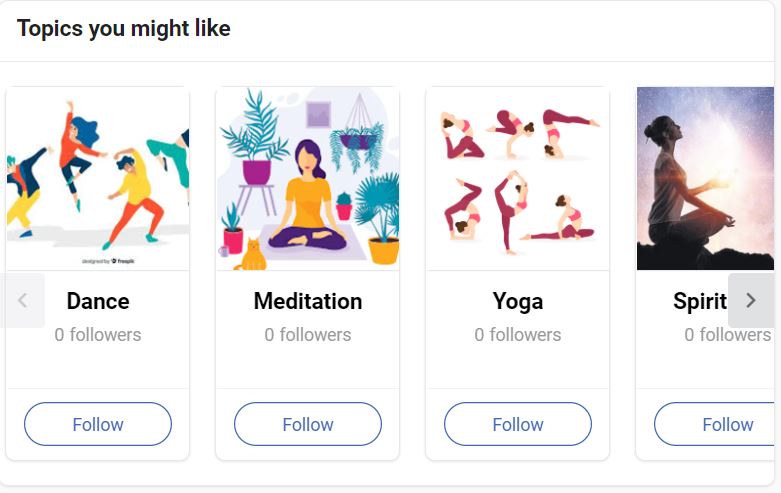 Topics you might like
designed by freepik
Dance
0 followers
Follow
Meditation
0 followers
Follow
Yoga
0 followers
Follow
Spirit
0 followers
Follow